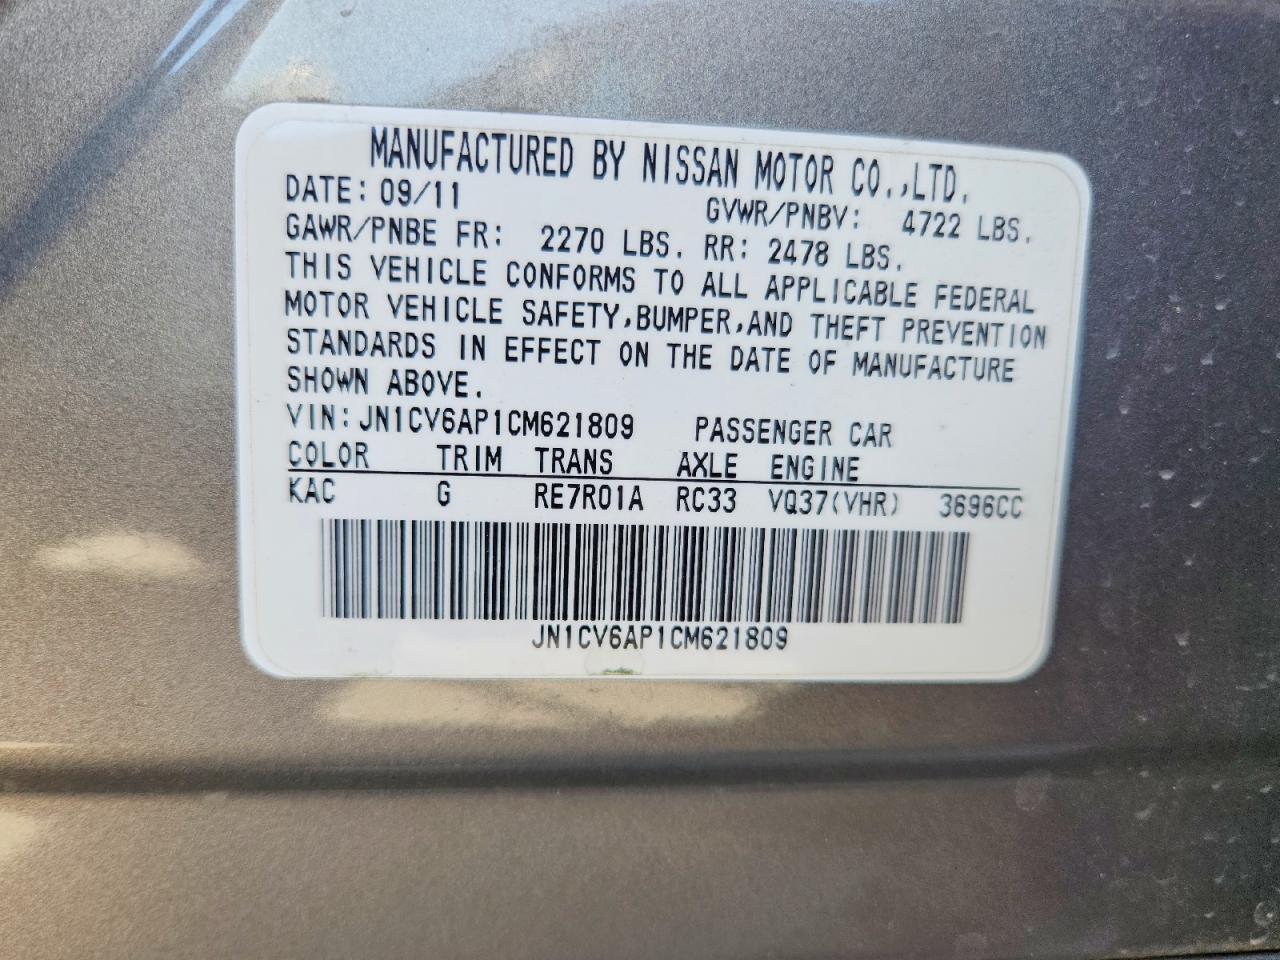 MANUFACTURED BY NISSAN MOTOR CO.,LTD.
DATE: 09/11 GVWR/PNBV: 4722 LBS.
GAWR/PNBE FR: 2270 LBS. RR: 2478 LBS.
THIS VEHICLE CONFORMS TO ALL APPLICABLE FEDERAL
MOTOR VEHICLE SAFETY,BUMPER,AND THEFT PREVENTION
STANDARDS IN EFFECT ON THE DATE OF MANUFACTURE
SHOWN ABOVE.
VIN:JN1CV6AP1CM621809 PASSENGER CAR
COLOR TRIM TRANS AXLE ENGINE
KAC G RE7R01A RC33 VQ37(VHR) 3696CC
JN1CV6AP1CM621809